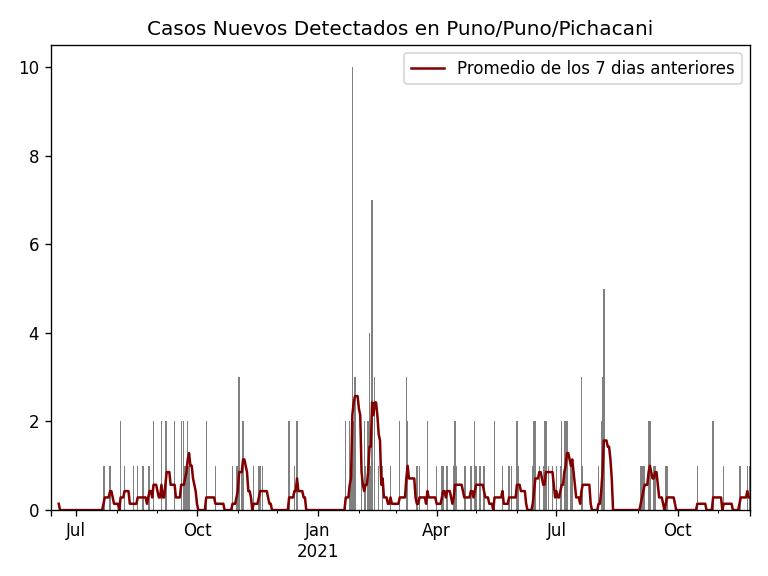 Casos Nuevos Detectados en Puno/Puno/Pichacani
Promedio de los 7 dias anteriores
10
8
6
4
2
0
Jul
Oct
Jan
2021
Apr
Jul
Oct